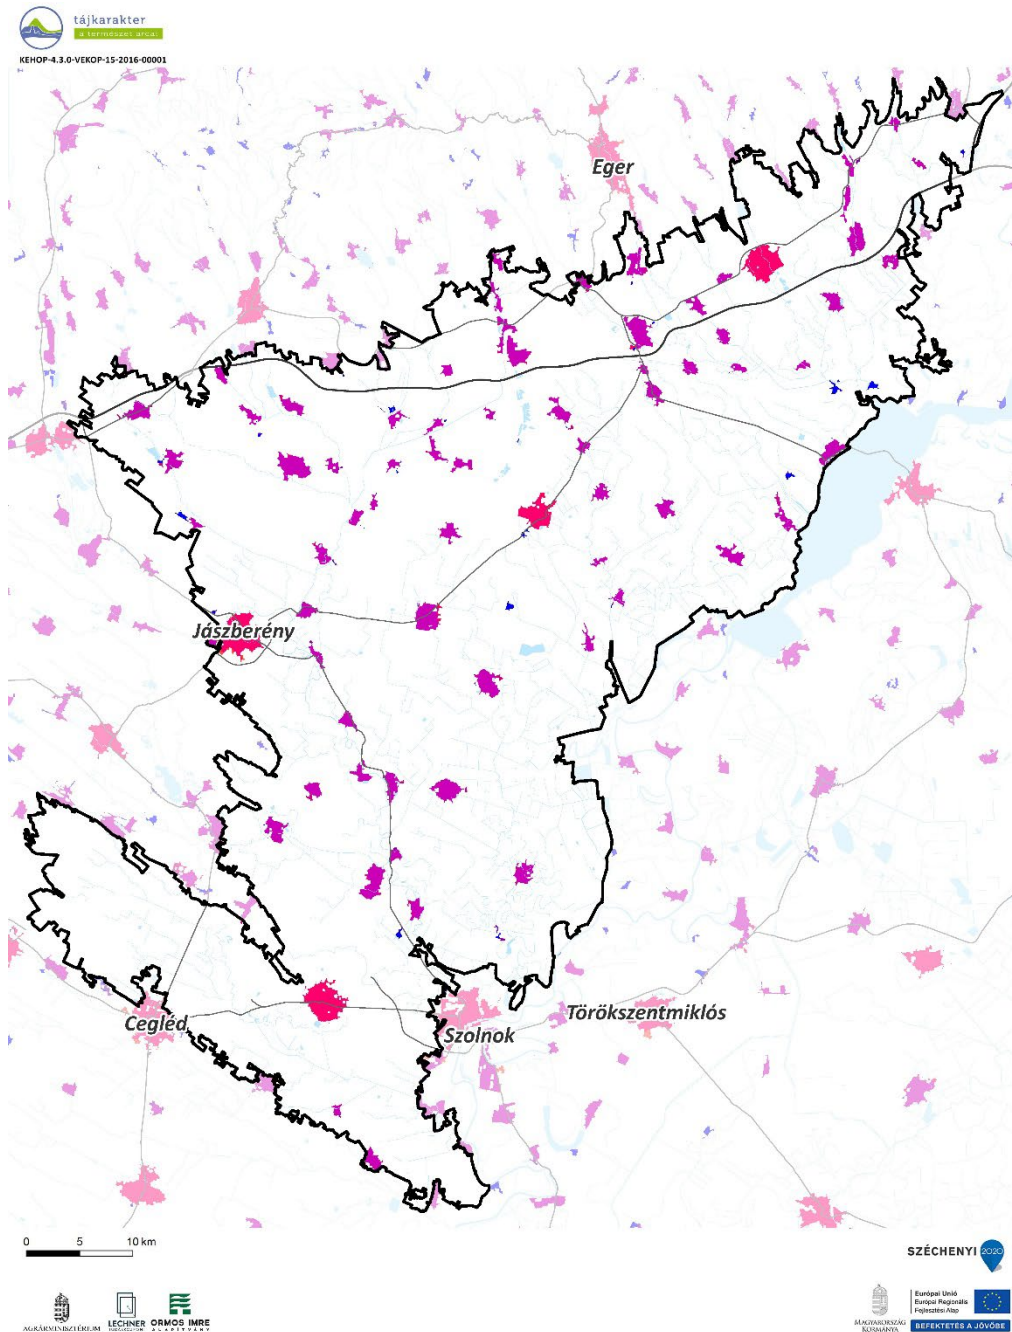 tájkarakter
a természet arcai
KEHOP-4.3.0-VEKOP-15-2016-00001
Eger
Jászberény
Cegléd
Szolnok
Törökszentmiklós
0 5 10 km
SZÉCHENYI 2020
AGRÁRMINISZTÉRIUM
LECHNER
ORMOS IMRE
ALAPÍTVÁNY
MAGYARORSZÁG
KORMÁNYA
Európai Unió
Európai Regionális
Fejlesztési Alap
BEFEKTETÉS A JÖVŐBE